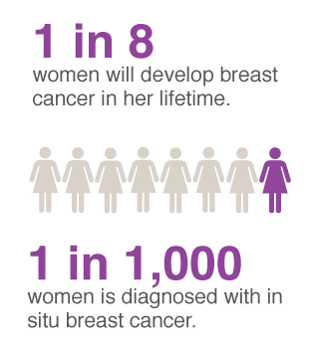 1 in 8
women will develop breast
cancer in her lifetime.
1 in 1,000
women is diagnosed with in
situ breast cancer.